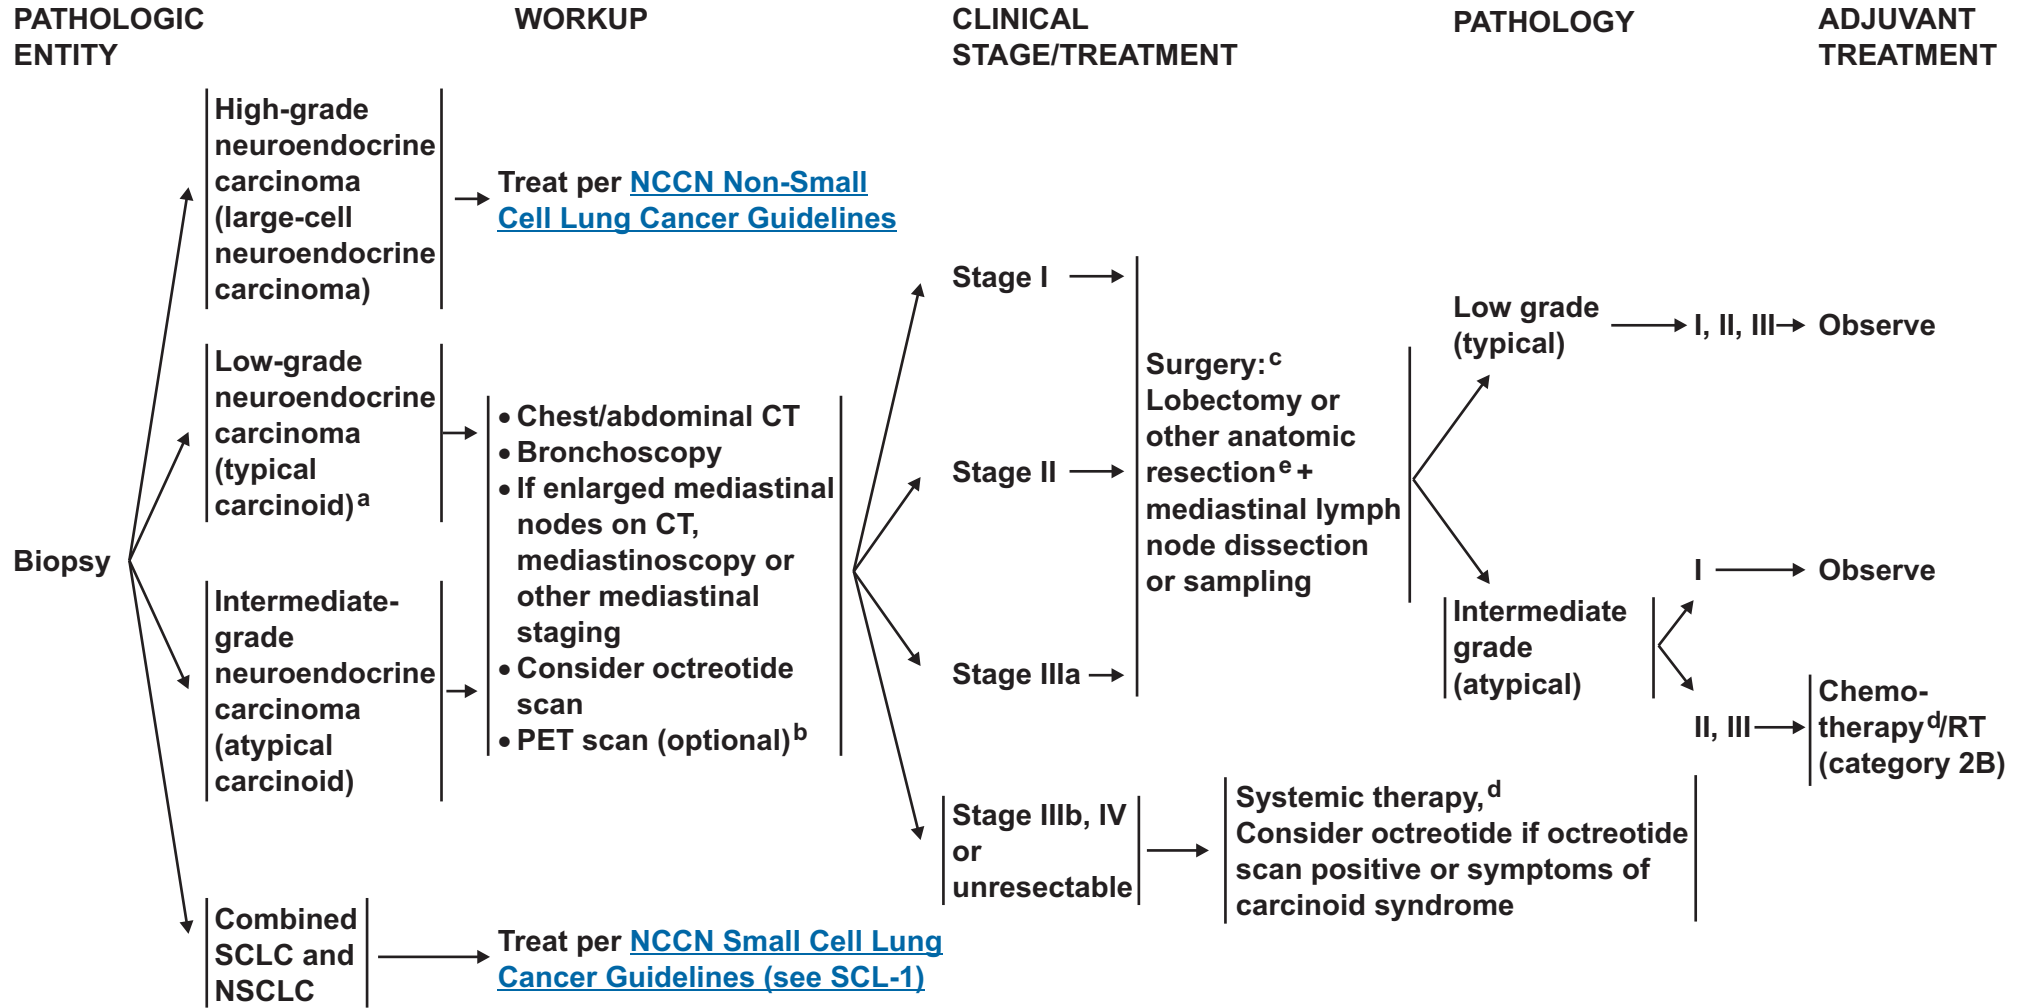 PATHOLOGIC
ENTITY
WORKUP
CLINICAL
STAGE/TREATMENT
PATHOLOGY
ADJUVANT
TREATMENT
Biopsy
High-grade
neuroendocrine
carcinoma
(large-cell
neuroendocrine
carcinoma)
Treat per NCCN Non-Small
Cell Lung Cancer Guidelines
Low-grade
neuroendocrine
carcinoma
(typical
carcinoid) a
Intermediate-
grade
neuroendocrine
carcinoma
(atypical
carcinoid)
• Chest/abdominal CT
• Bronchoscopy
• If enlarged mediastinal
nodes on CT,
mediastinoscopy or
other mediastinal
staging
• Consider octreotide
scan
• PET scan (optional) b
Combined
SCLC and
NSCLC
Treat per NCCN Small Cell Lung
Cancer Guidelines (see SCL-1)
Stage I
Stage II
Stage IIIa
Surgery: c
Lobectomy or
other anatomic
resection e +
mediastinal lymph
node dissection
or sampling
Low grade
(typical)
I, II, III
Observe
Intermediate
grade
(atypical)
I
Observe
II, III
Chemo-
therapy d/RT
(category 2B)
Stage IIIb, IV
or
unresectable
Systemic therapy, d
Consider octreotide if octreotide
scan positive or symptoms of
carcinoid syndrome